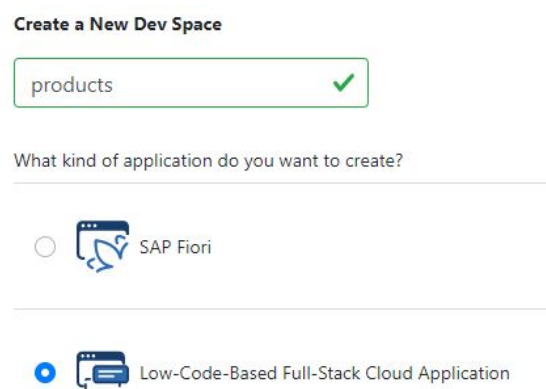 Create a New Dev Space
products
What kind of application do you want to create?
SAP Fiori
Low-Code-Based Full-Stack Cloud Application